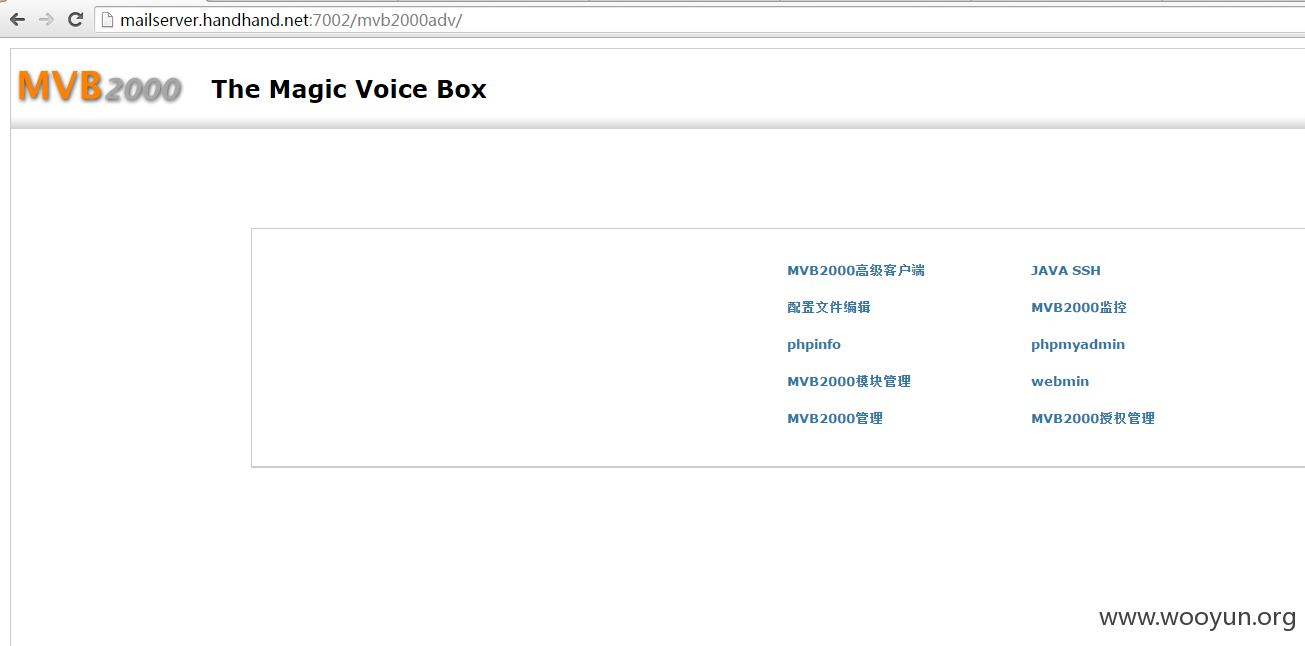 mailserver.handhand.net:7002/mvb2000adv/
MVB2000 The Magic Voice Box
MVB2000高级客户端 JAVA SSH
配置文件编辑 MVB2000监控
phpinfo phpmyadmin
MVB2000模块管理 webmin
MVB2000管理 MVB2000授权管理
www.wooyun.org